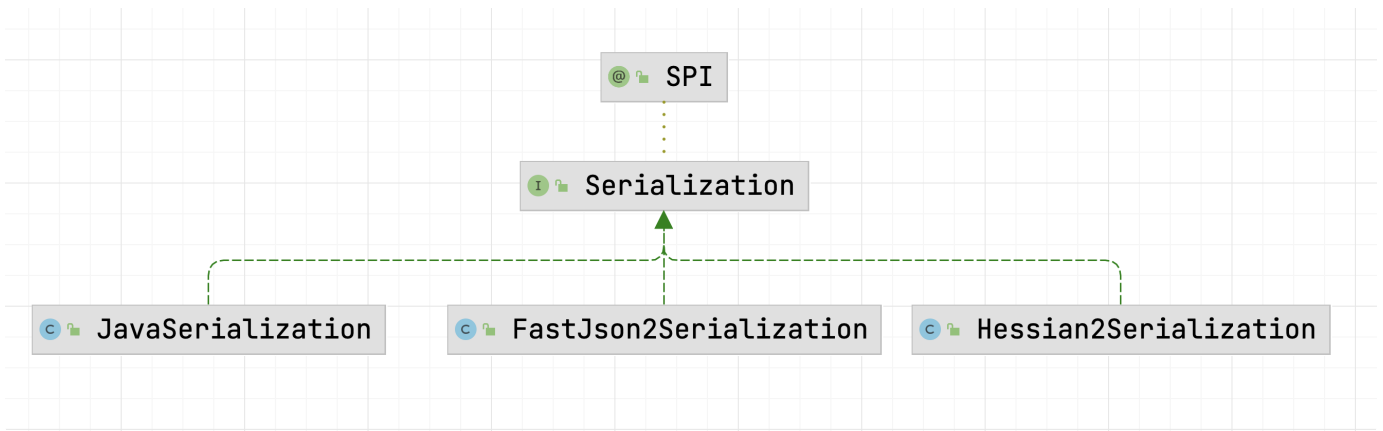 @ SPI
I Serialization
C JavaSerialization
C FastJson2Serialization
C Hessian2Serialization